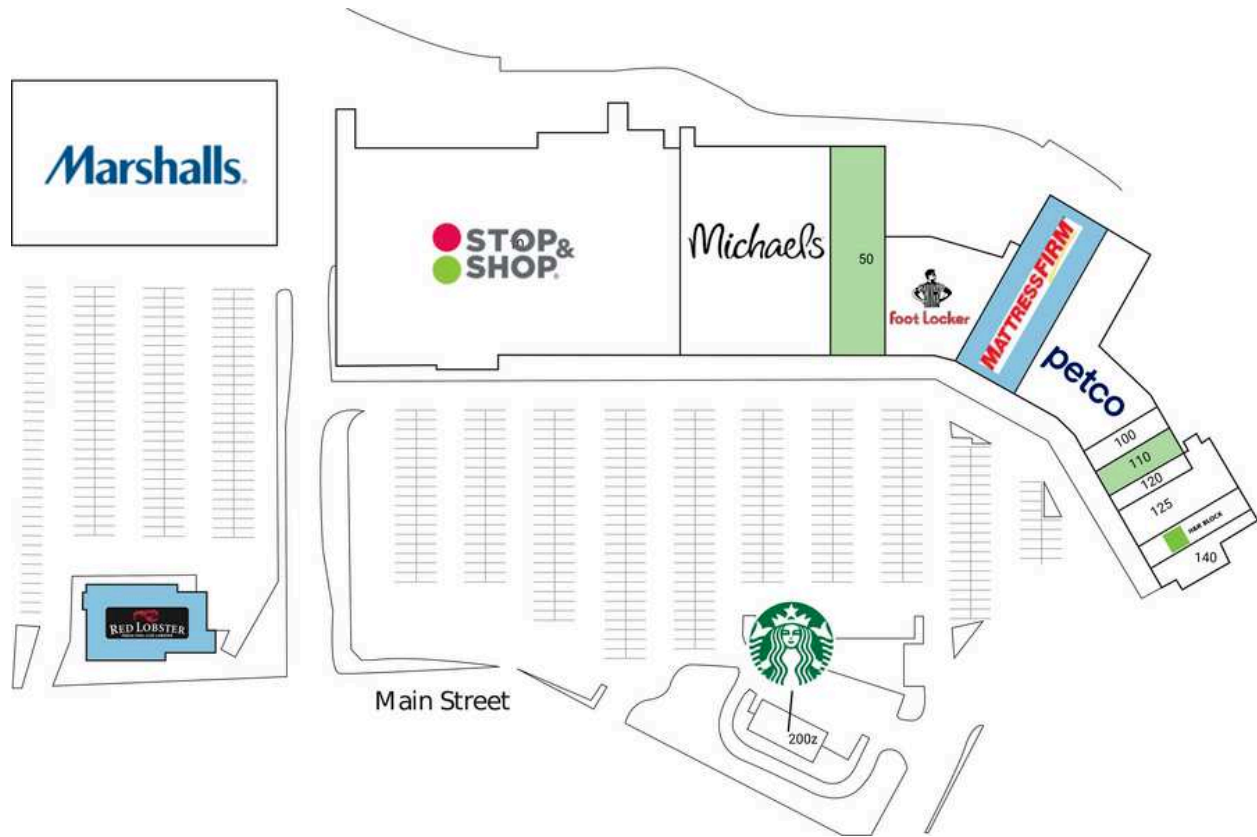 Marshalls.
STOP&
SHOP
Michaels
50
Foot Locker
MATTRESSFIRM
petco
100
110
120
125
H&R BLOCK
140
RED LOBSTER
Main Street
200z